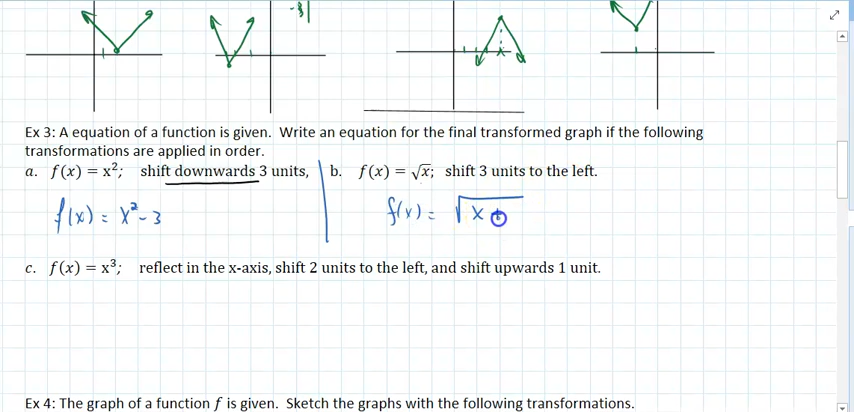 -3
Ex 3: A equation of a function is given. Write an equation for the final transformed graph if the following
transformations are applied in order.
a. f(x) = x²; shift downwards 3 units,
b. f(x) = √x; shift 3 units to the left.
f(x) = x² - 3
f(x) = √x +
c. f(x) = x³; reflect in the x-axis, shift 2 units to the left, and shift upwards 1 unit.
Ex 4: The graph of a function f is given. Sketch the graphs with the following transformations.